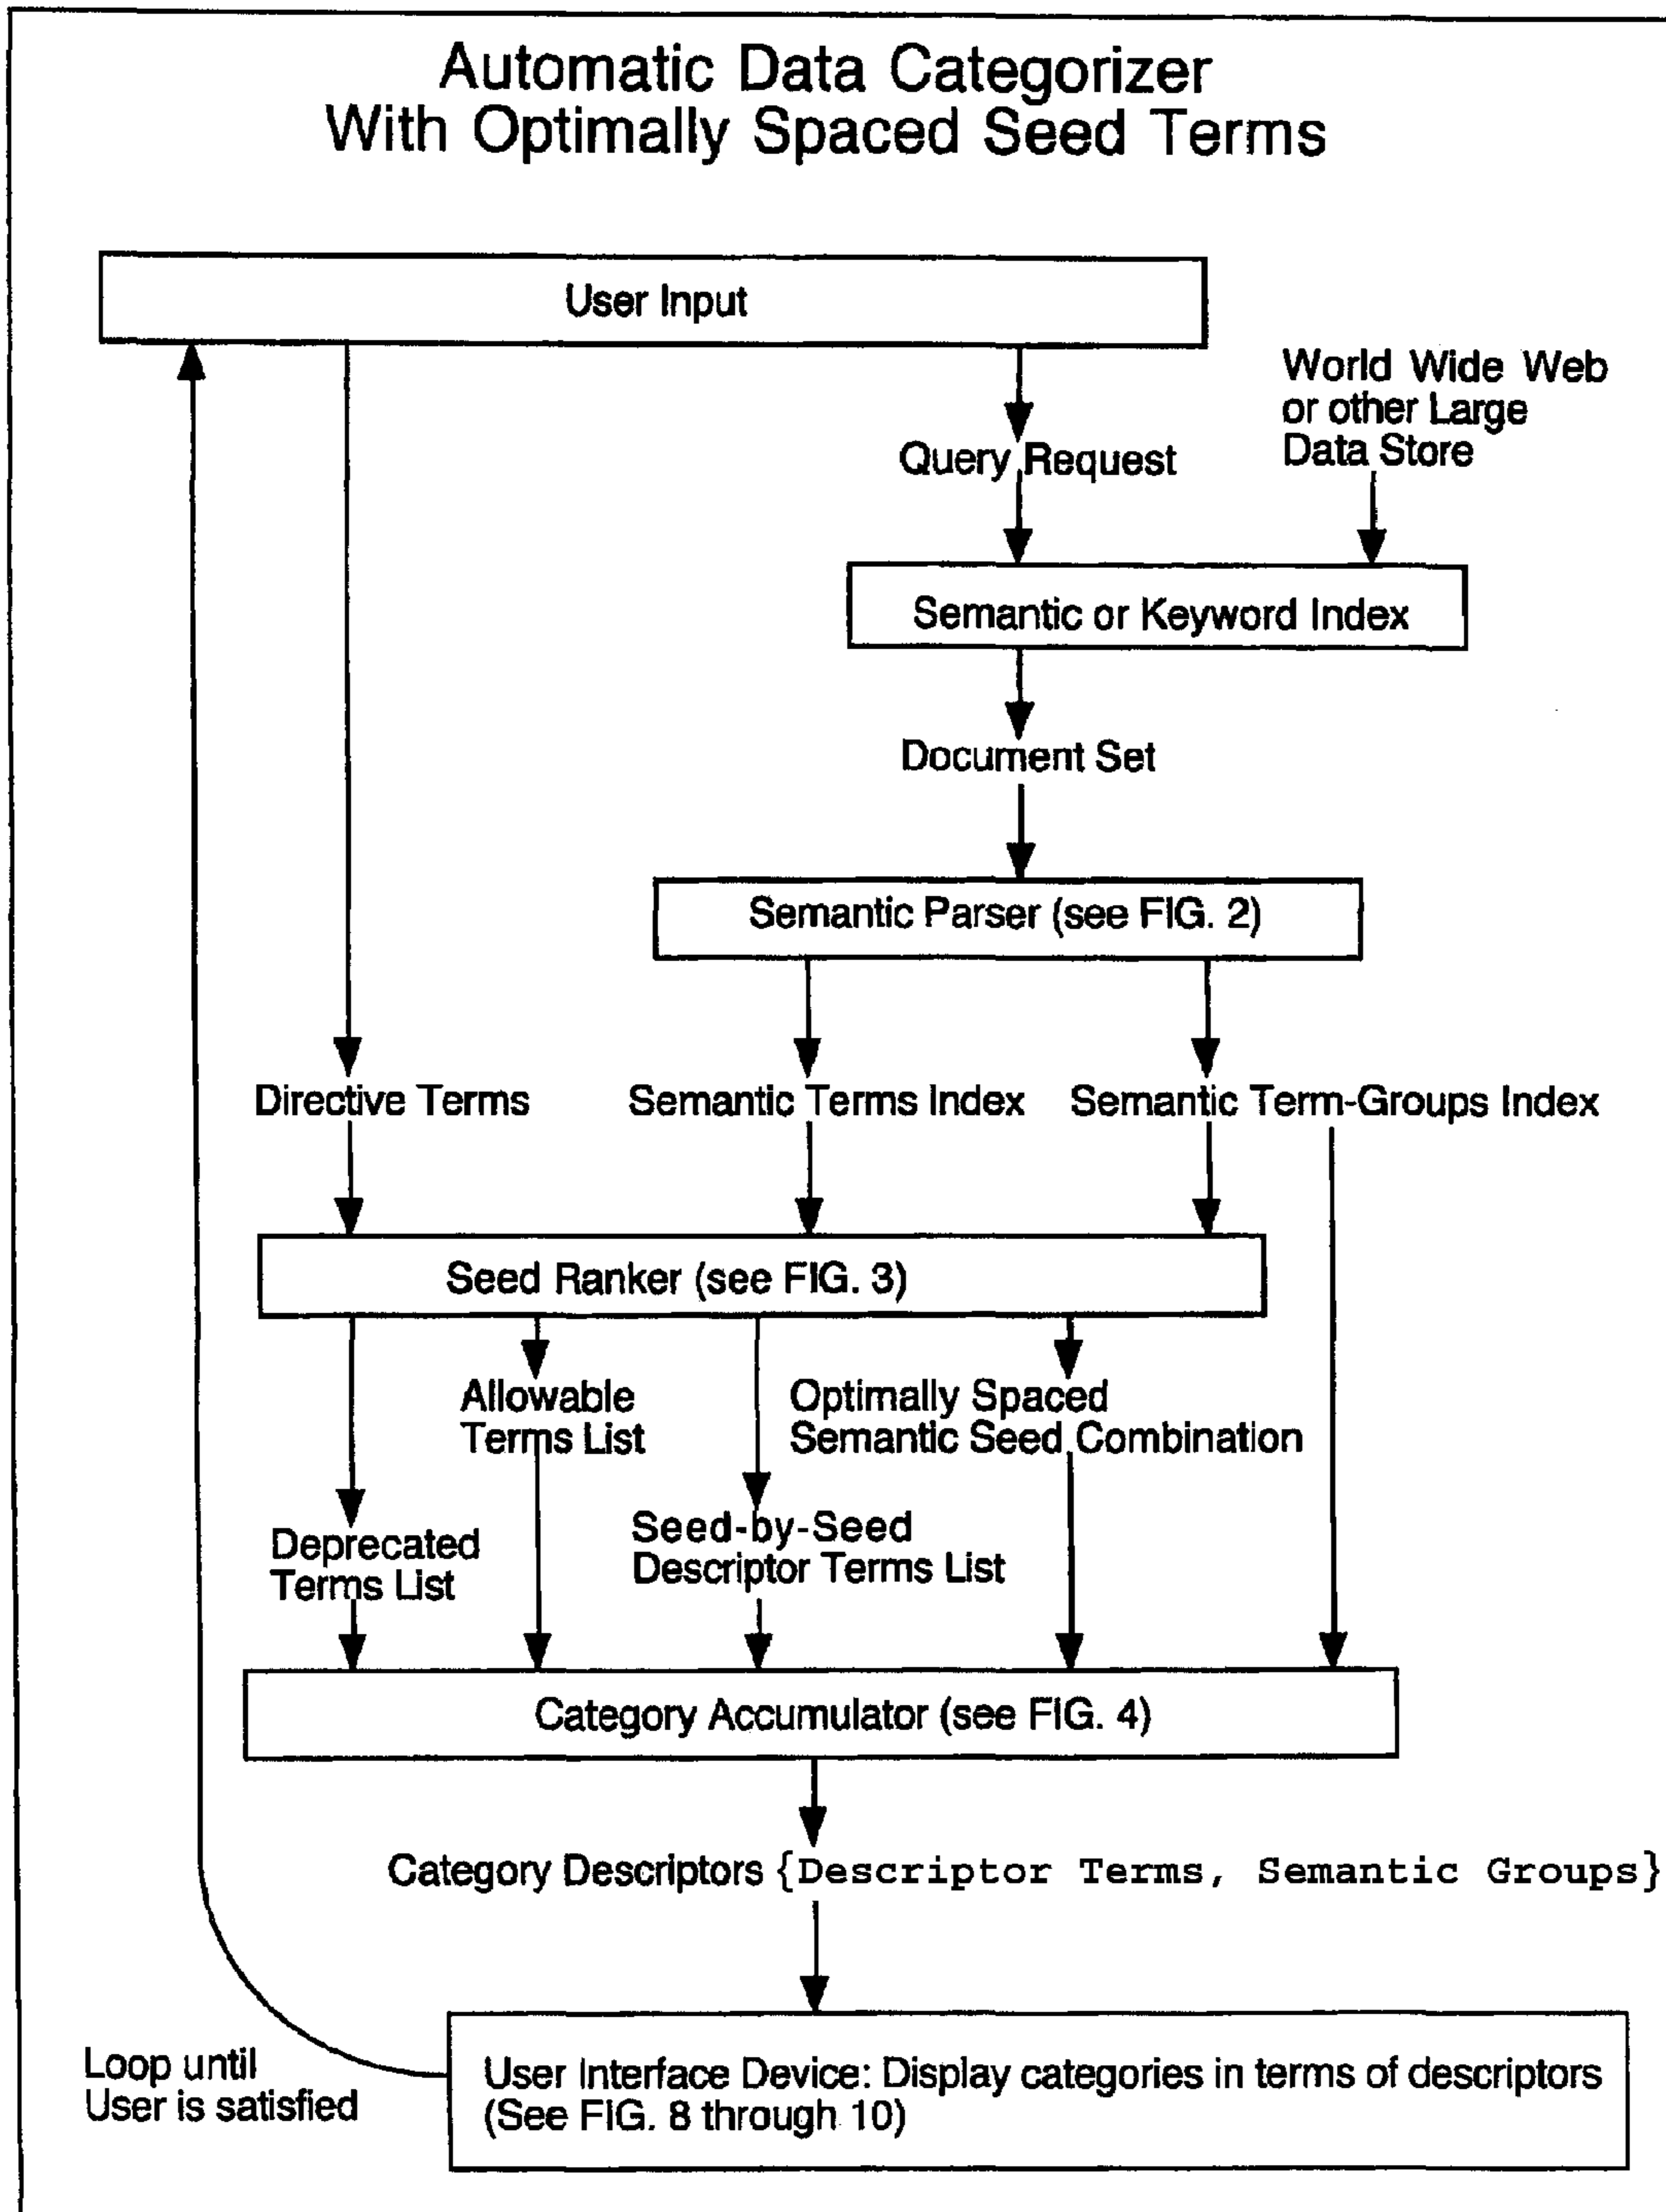 Automatic Data Categorizer
With Optimally Spaced Seed Terms
User Input
World Wide Web
or other Large
Data Store
Query Request
Semantic or Keyword Index
Document Set
Semantic Parser (see FIG. 2)
Directive Terms
Semantic Terms Index
Semantic Term-Groups Index
Seed Ranker (see FIG. 3)
Allowable
Terms List
Optimally Spaced
Semantic Seed Combination
Deprecated
Terms List
Seed-by-Seed
Descriptor Terms List
Category Accumulator (see FIG. 4)
Category Descriptors {Descriptor Terms, Semantic Groups}
Loop until
User is satisfied
User Interface Device: Display categories in terms of descriptors
(See FIG. 8 through 10)